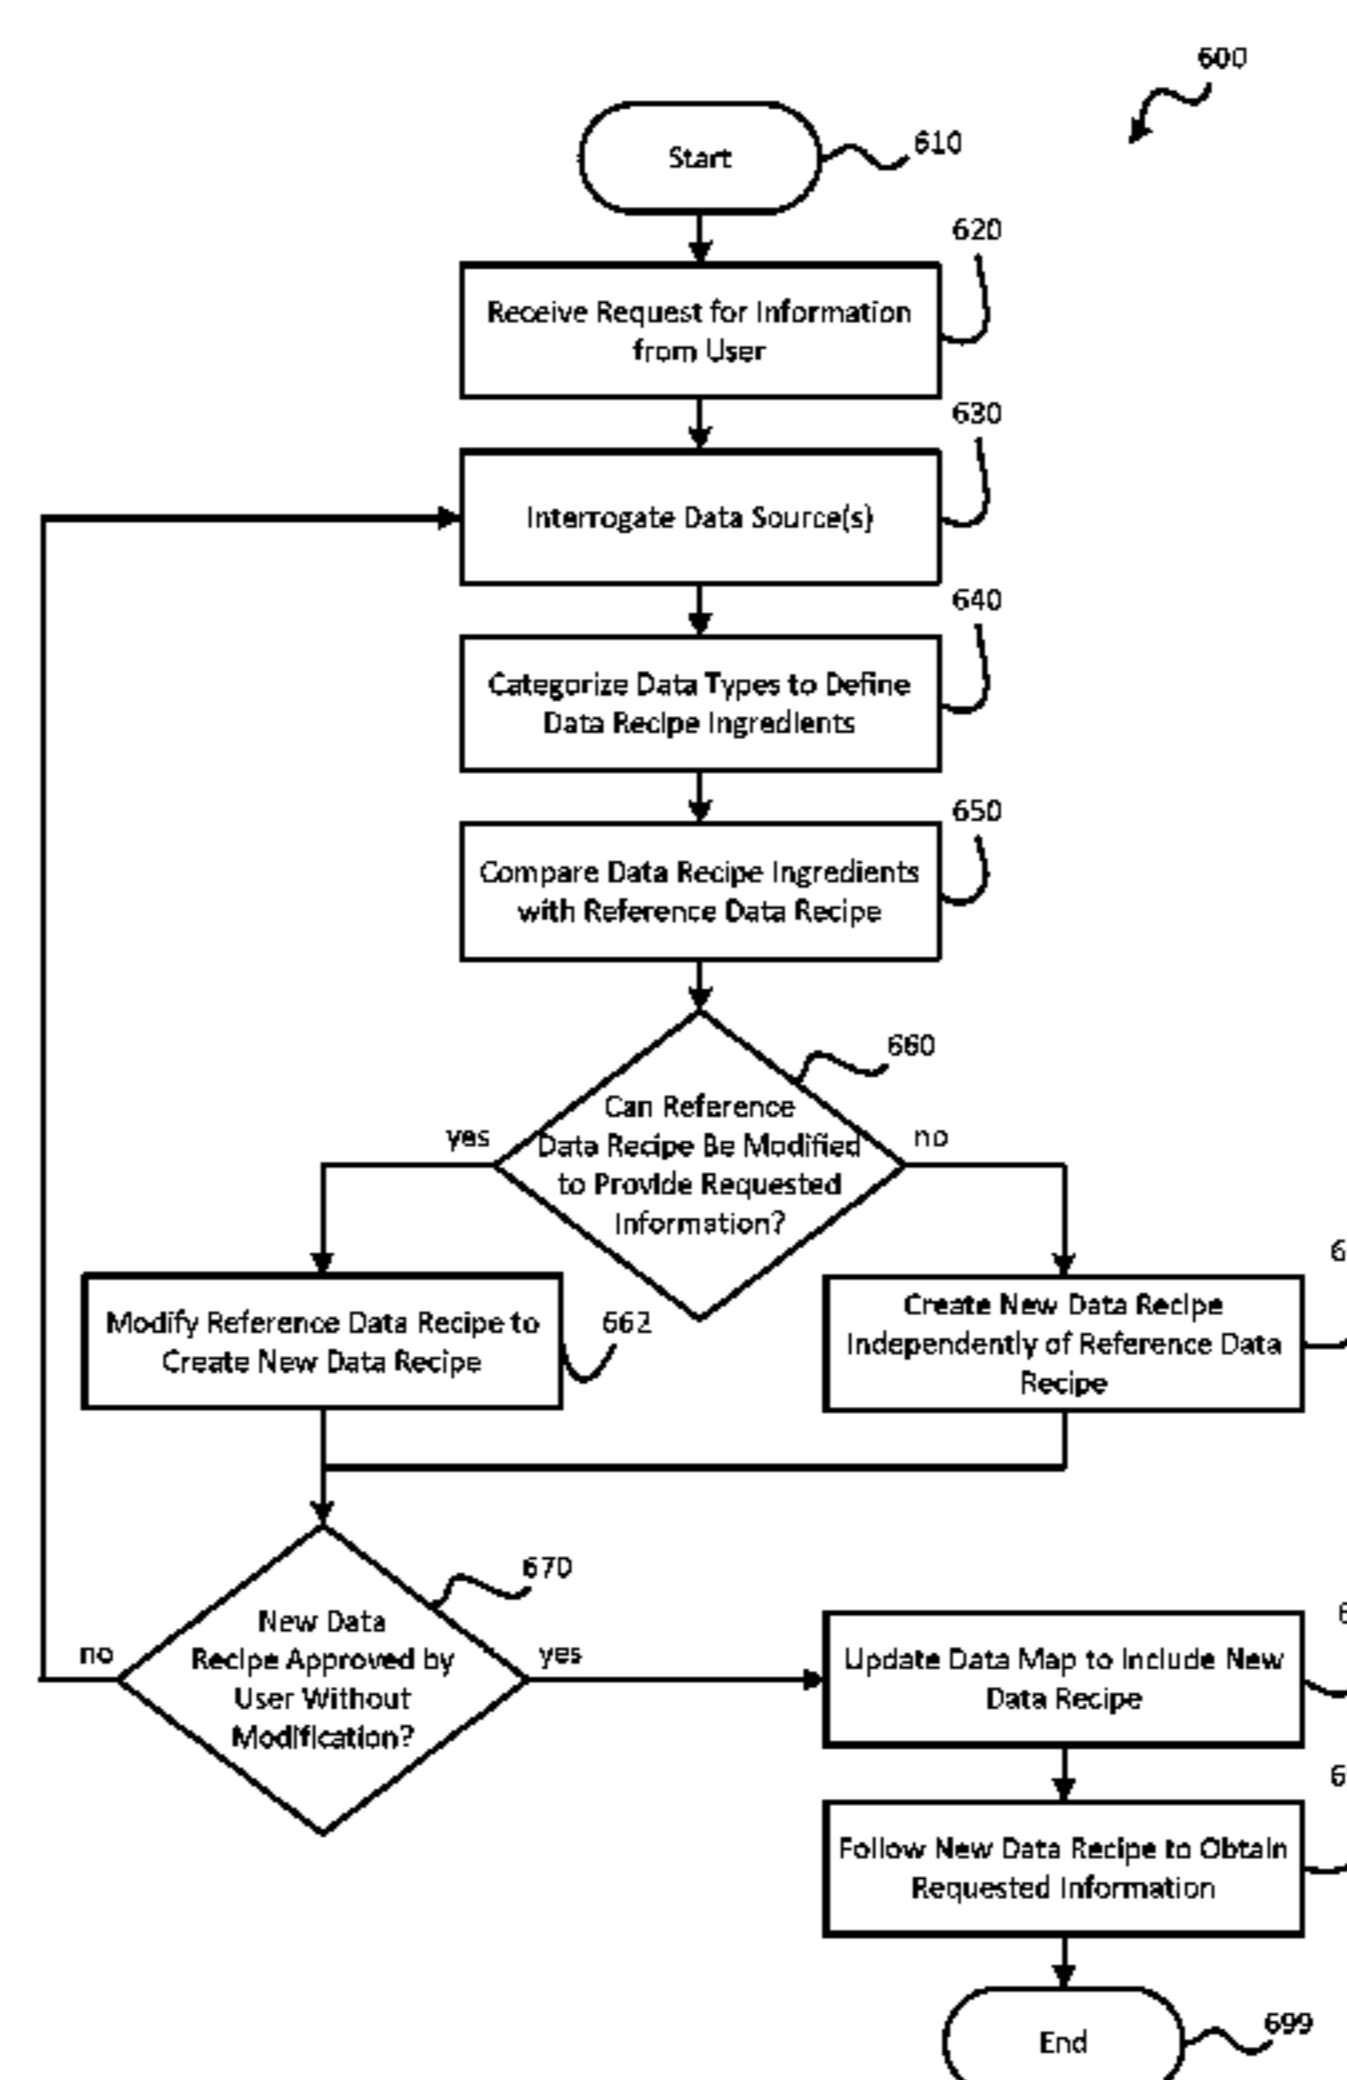 600
Start
610
620
Receive Request for Information
from User
630
Interrogate Data Source(s)
640
Categorize Data Types to Define
Data Recipe Ingredients
650
Compare Data Recipe Ingredients
with Reference Data Recipe
660
Can Reference
Data Recipe Be Modified
to Provide Requested
Information?
yes
no
Modify Reference Data Recipe to
Create New Data Recipe
662
6
Create New Data Recipe
Independently of Reference Data
Recipe
670
New Data
Recipe Approved by
User Without
Modification?
no
yes
6
Update Data Map to Include New
Data Recipe
6
Follow New Data Recipe to Obtain
Requested Information
End
699